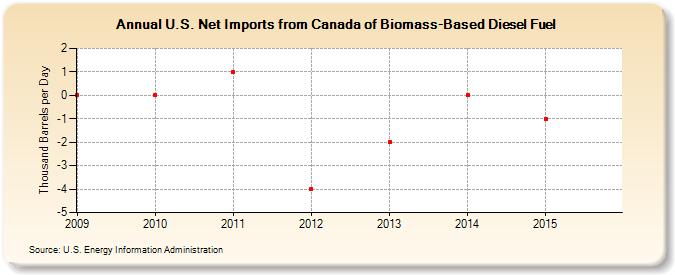 Annual U.S. Net Imports from Canada of Biomass-Based Diesel Fuel
Thousand Barrels per Day
2
1
0
-1
-2
-3
-4
-5
2009 2010 2011 2012 2013 2014 2015
Source: U.S. Energy Information Administration